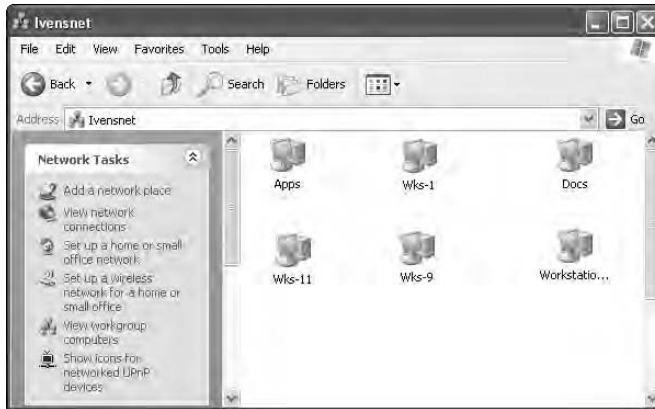 Ivensnet
File Edit View Favorites Tools Help
Back Search Folders
Address Ivensnet Go
Network Tasks
Add a network place
View network
connections
Set up a home or small
office network
Set up a wireless
network for a home or
small office
View workgroup
computers
Show icons for
networked UPnP
devices
Apps Wks-1 Docs
Wks-11 Wks-9 Workstatio...